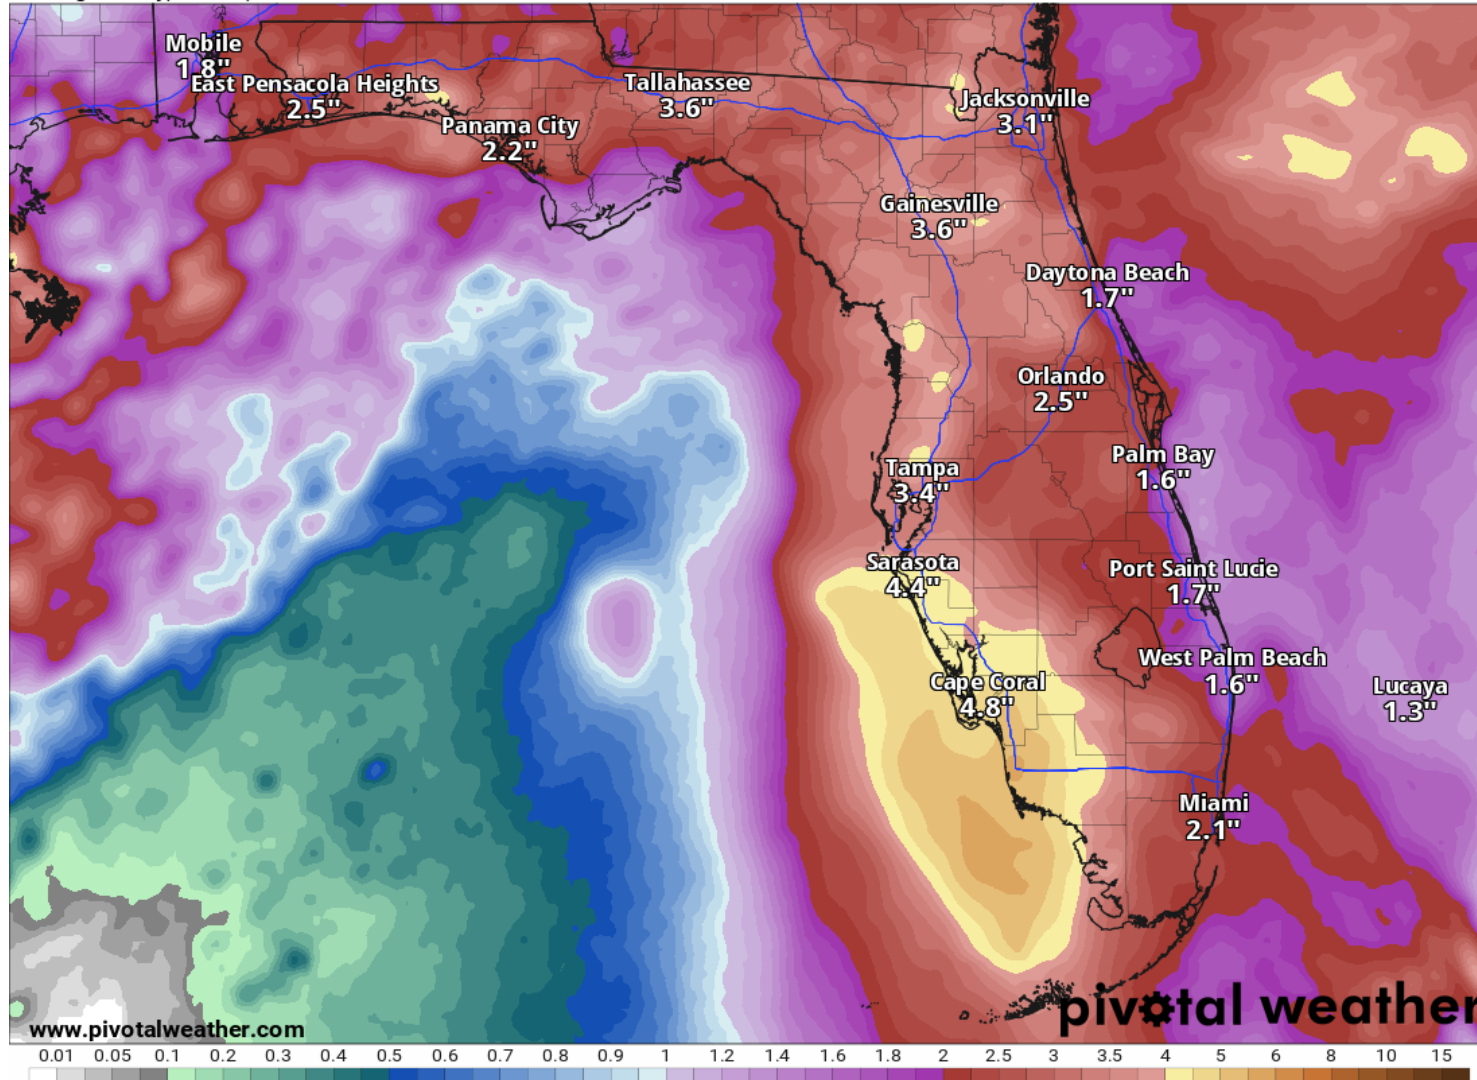 Mobile
1.8"
East Pensacola Heights
2.5"
Tallahassee
3.6"
Jacksonville
3.1"
Panama City
2.2"
Gainesville
3.6"
Daytona Beach
1.7"
Orlando
2.5"
Tampa
3.4"
Palm Bay
1.6"
Sarasota
4.4"
Port Saint Lucie
1.7"
West Palm Beach
1.6"
Cape Coral
4.8"
Lucaya
1.3"
Miami
2.1"
pivotal weather
www.pivotalweather.com
0.01 0.05 0.1 0.2 0.3 0.4 0.5 0.6 0.7 0.8 0.9 1 1.2 1.4 1.6 1.8 2 2.5 3 3.5 4 5 6 8 10 15